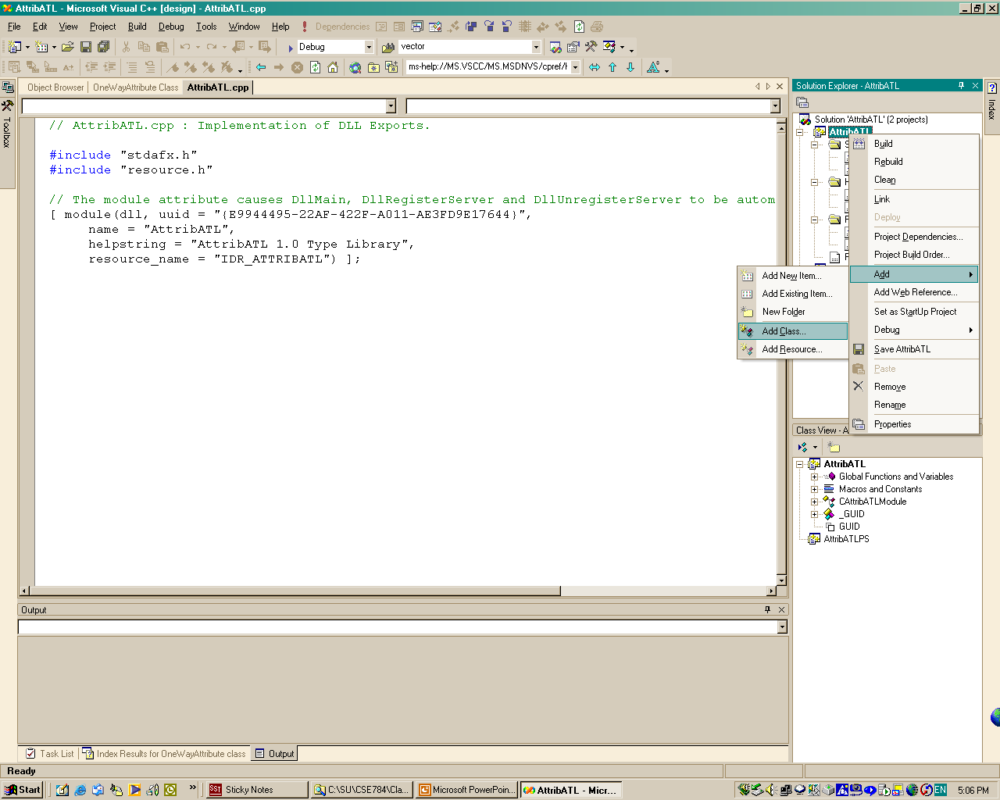 AttribATL - Microsoft Visual C++ [design] - AttribATL.cpp
File Edit View Project Build Debug Tools Window Help Dependencies
Debug vector
ms-help://MS.VSCC/MS.MSDNVS/cpref/
Object Browser OneWayAttribute Class AttribATL.cpp
Toolbox
// AttribATL.cpp : Implementation of DLL Exports.
#include "stdafx.h"
#include "resource.h"
// The module attribute causes DllMain, DllRegisterServer and DllUnregisterServer to be autom
[ module(dll, uuid = "{E9944495-22AF-422F-A011-AE3FD9E17644}",
name = "AttribATL",
helpstring = "AttribATL 1.0 Type Library",
resource_name = "IDR_ATTRIBATL") ];
Solution Explorer - AttribATL
Index
Solution 'AttribATL' (2 projects)
AttribATL
S
H
F
F
Build
Rebuild
Clean
Link
Deploy
Project Dependencies...
Project Build Order...
Add
Add Web Reference...
Set as StartUp Project
Debug
Save AttribATL
Paste
Remove
Rename
Properties
Add New Item...
Add Existing Item...
New Folder
Add Class...
Add Resource...
Class View - A
AttribATL
Global Functions and Variables
Macros and Constants
CAttribATLModule
_GUID
GUID
AttribATLPS
Output
Task List Index Results for OneWayAttribute class Output
Ready
Start Sticky Notes C:\SU\CSE784\Cla... Microsoft PowerPoin... AttribATL - Micr... EN 5:06 PM